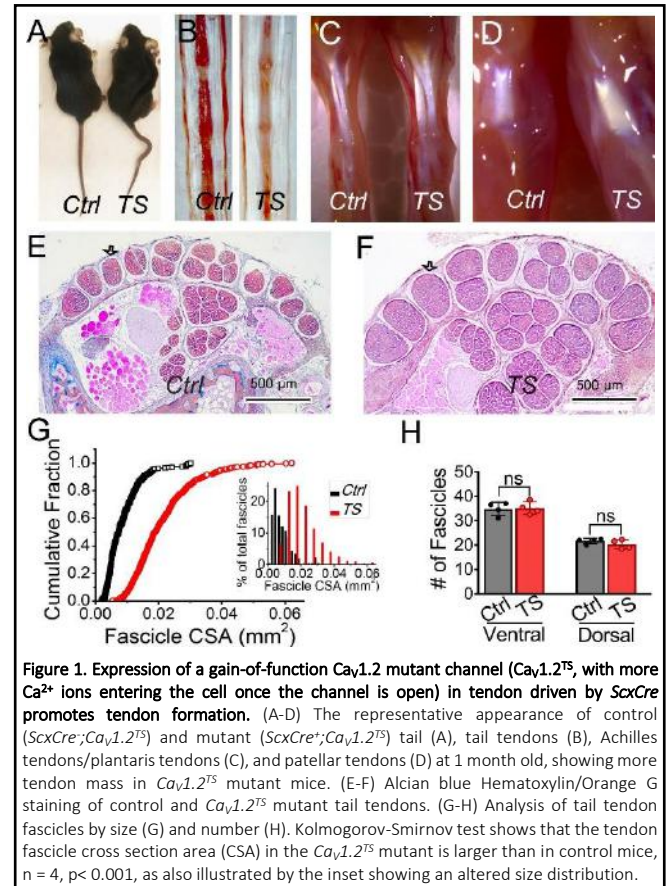 A
B
C
D
Ctrl TS
Ctrl TS
Ctrl TS
Ctrl TS
E
F
Ctrl
500 µm
TS
500 µm
G
H
Cumulative Fraction
1.0
0.8
0.6
0.4
0.2
0.0
0.00 0.02 0.04 0.06
Fascicle CSA (mm²)
% of total fascicles
20
10
0
0.00 0.02 0.04 0.06
Fascicle CSA (mm²)
Ctrl
TS
# of Fascicles
50
40
30
20
10
0
ns
ns
Ctrl TS Ctrl TS
Ventral Dorsal
Figure 1. Expression of a gain-of-function Caᵥ1.2 mutant channel (Caᵥ1.2ᵀˢ, with more
Ca²⁺ ions entering the cell once the channel is open) in tendon driven by ScxCre
promotes tendon formation. (A-D) The representative appearance of control
(ScxCre⁻;Caᵥ1.2ᵀˢ) and mutant (ScxCre⁺;Caᵥ1.2ᵀˢ) tail (A), tail tendons (B), Achilles
tendons/plantaris tendons (C), and patellar tendons (D) at 1 month old, showing more
tendon mass in Caᵥ1.2ᵀˢ mutant mice. (E-F) Alcian blue Hematoxylin/Orange G
staining of control and Caᵥ1.2ᵀˢ mutant tail tendons. (G-H) Analysis of tail tendon
fascicles by size (G) and number (H). Kolmogorov-Smirnov test shows that the tendon
fascicle cross section area (CSA) in the Caᵥ1.2ᵀˢ mutant is larger than in control mice,
n = 4, p< 0.001, as also illustrated by the inset showing an altered size distribution.